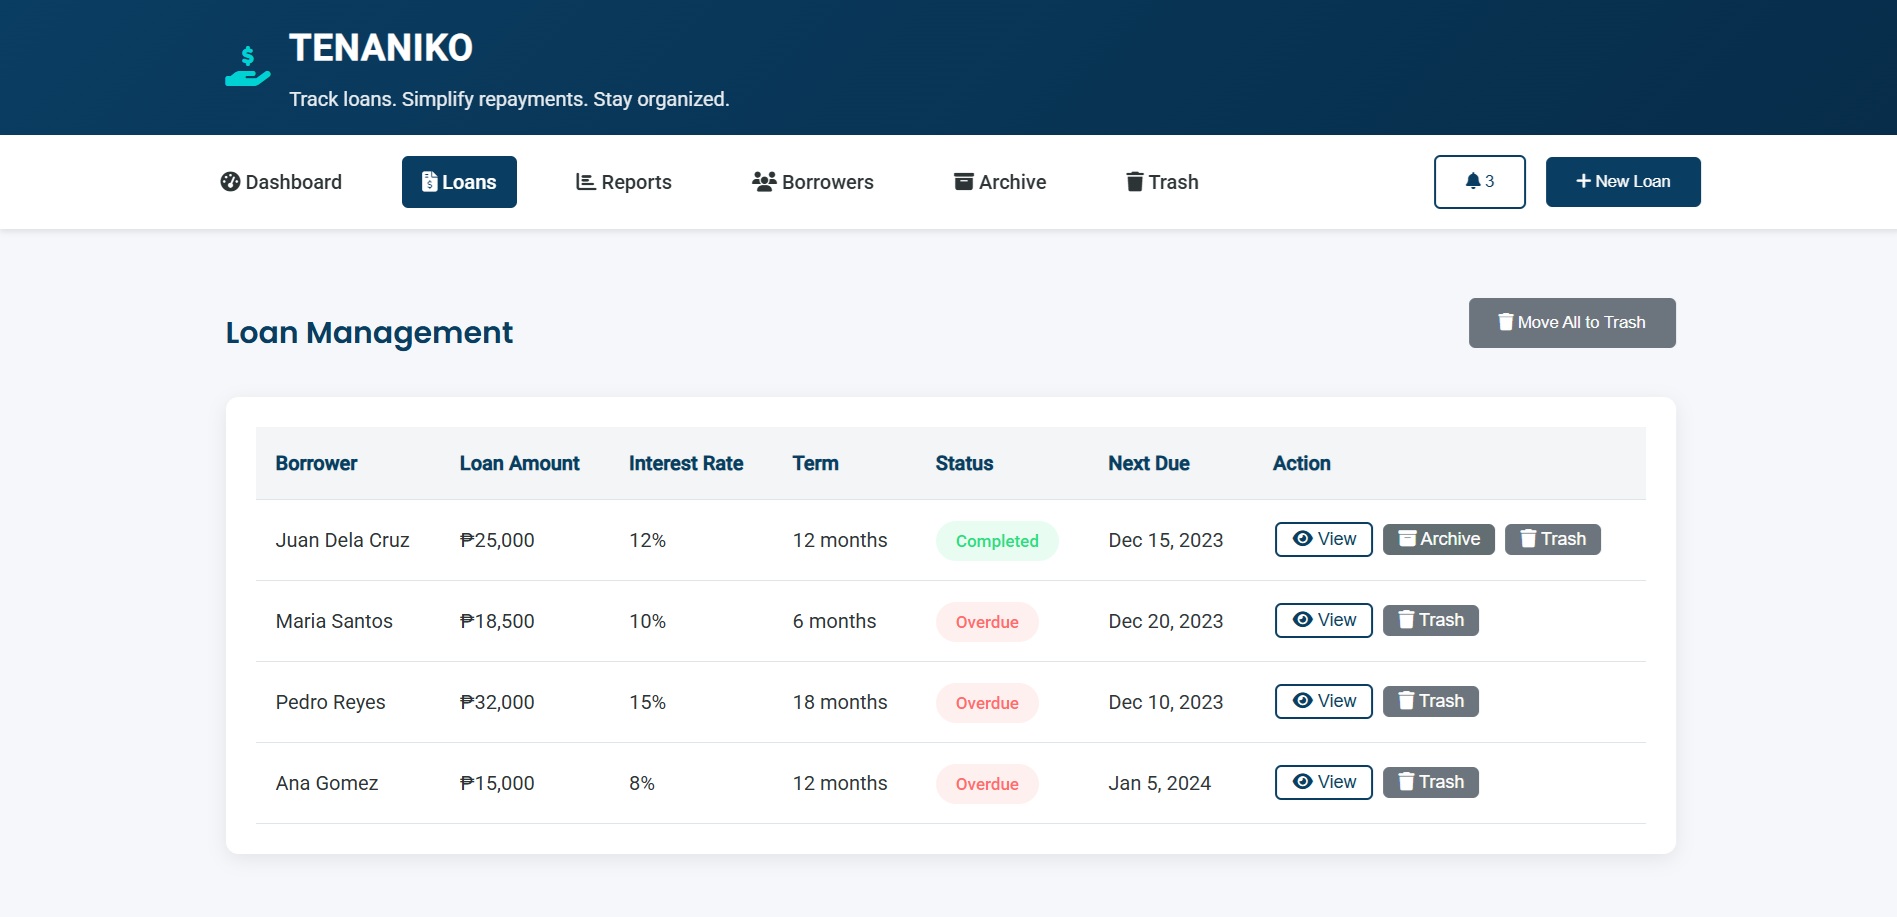 TENANIKO
Track loans. Simplify repayments. Stay organized.
Dashboard Loans Reports Borrowers Archive Trash 3 New Loan
Loan Management
Move All to Trash
Borrower Loan Amount Interest Rate Term Status Next Due Action
Juan Dela Cruz ₱25,000 12% 12 months Completed Dec 15, 2023 View Archive Trash
Maria Santos ₱18,500 10% 6 months Overdue Dec 20, 2023 View Trash
Pedro Reyes ₱32,000 15% 18 months Overdue Dec 10, 2023 View Trash
Ana Gomez ₱15,000 8% 12 months Overdue Jan 5, 2024 View Trash